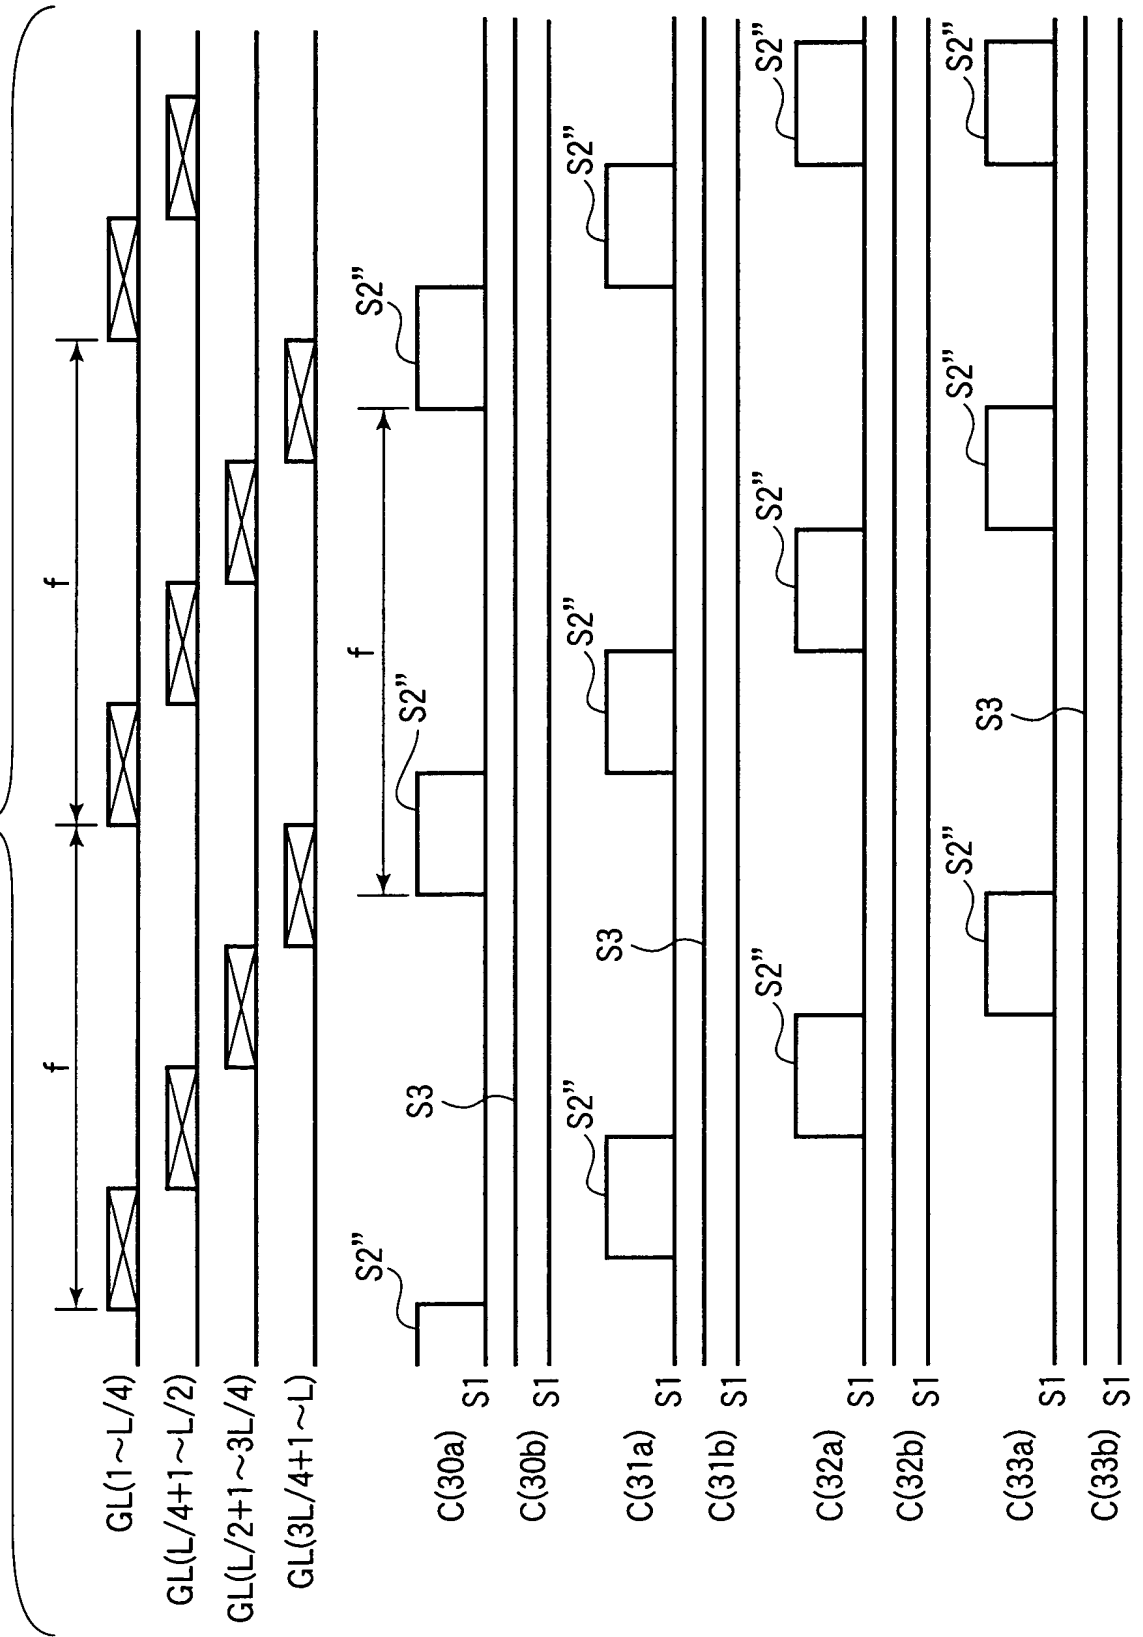 f
f
GL(1~L/4)
GL(L/4+1~L/2)
GL(L/2+1~3L/4)
GL(3L/4+1~L)
f
S2”
S2”
S2”
C(30a) S1
S3
C(30b) S1
S2”
S2”
S2”
C(31a) S1
S3
C(31b) S1
S2”
S2”
S2”
C(32a) S1
C(32b) S1
S2”
S2”
S2”
C(33a) S1
S3
C(33b) S1